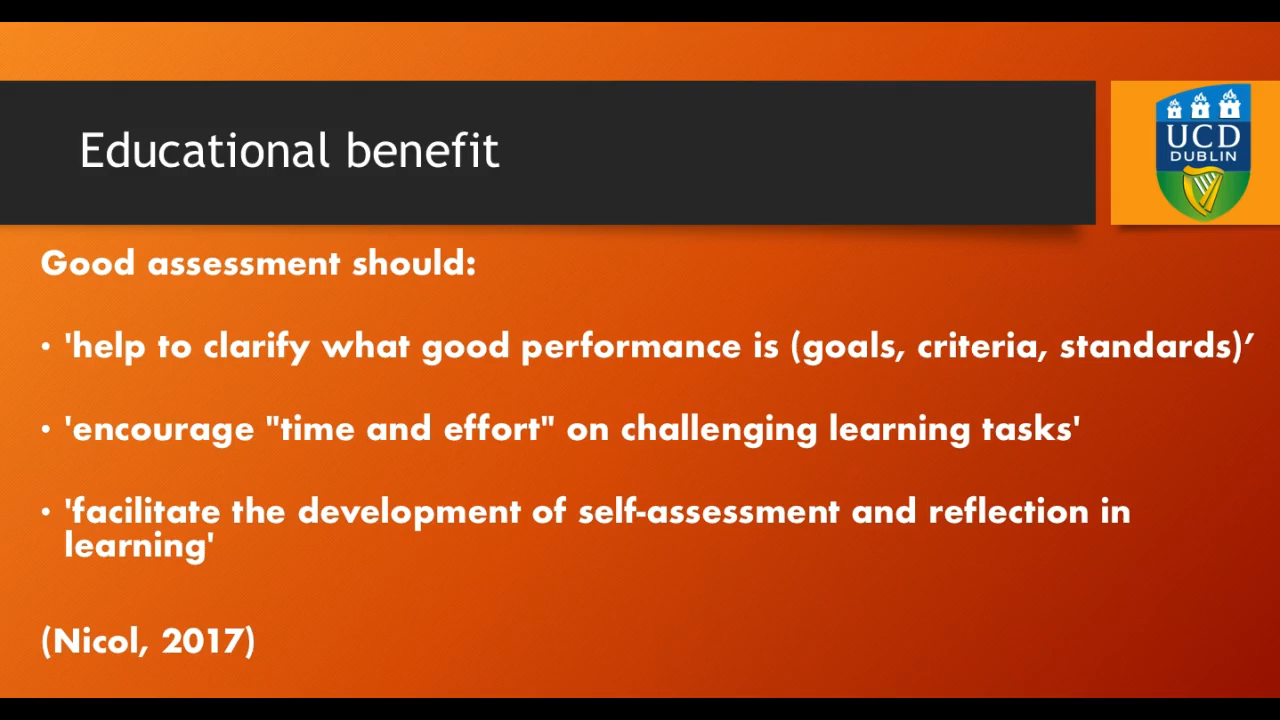 Educational benefit
UCD
DUBLIN
Good assessment should:
• 'help to clarify what good performance is (goals, criteria, standards)’
• 'encourage "time and effort" on challenging learning tasks'
• 'facilitate the development of self-assessment and reflection in
learning'
(Nicol, 2017)